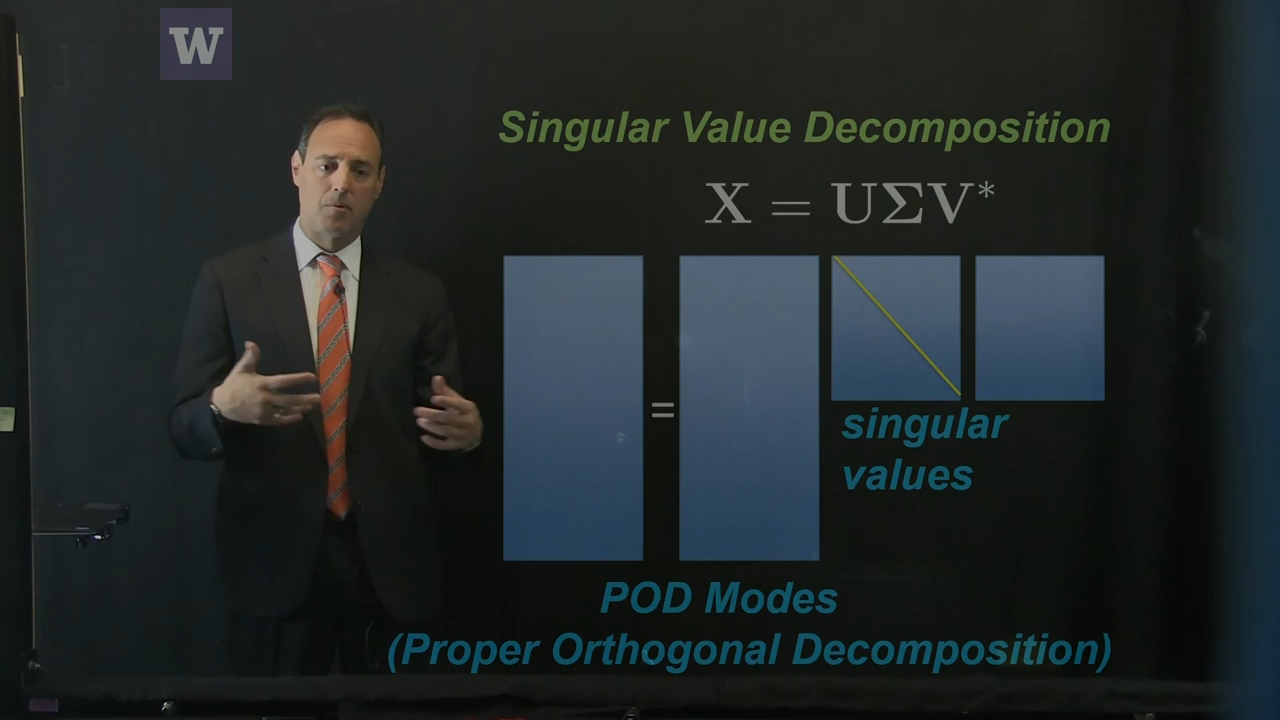 W
Singular Value Decomposition
X = UΣV*
=
singular
values
POD Modes
(Proper Orthogonal Decomposition)